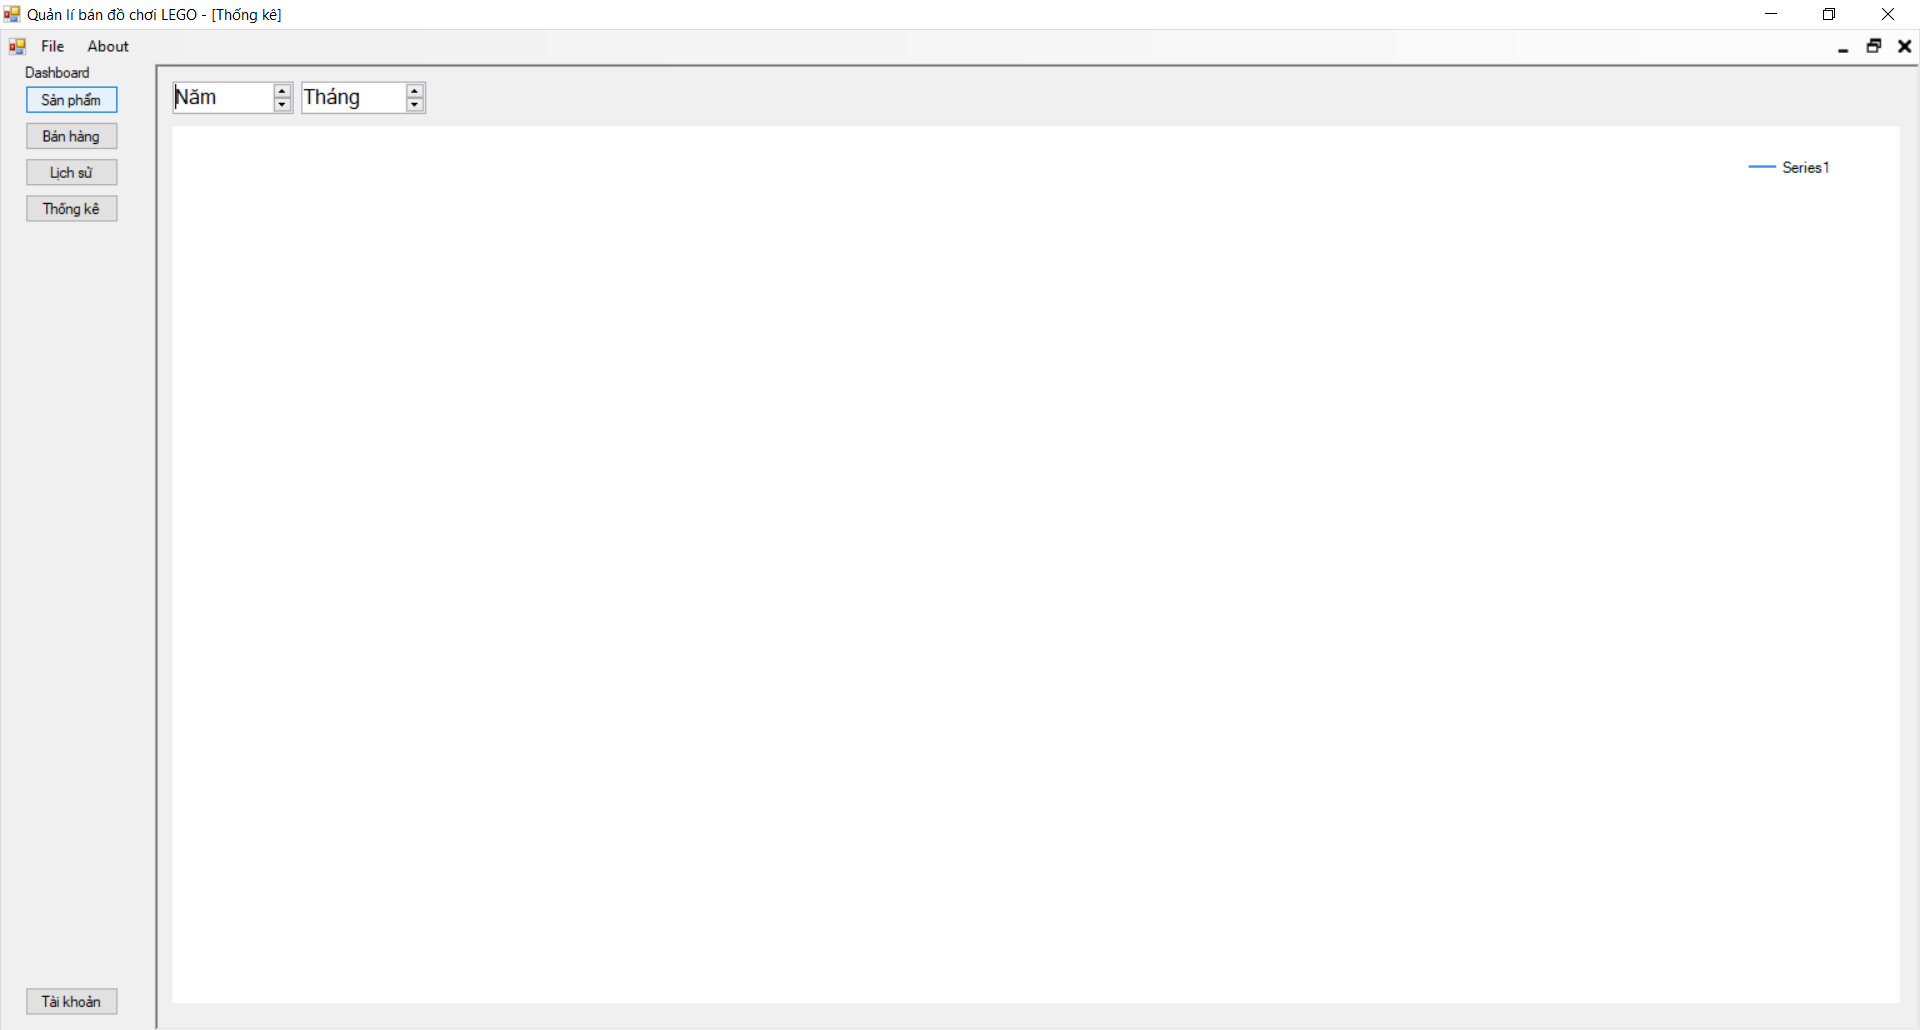 Quản lí bán đồ chơi LEGO - [Thống kê]
File About
Dashboard
Sản phẩm
Bán hàng
Lịch sử
Thống kê
Tài khoản
Năm Tháng
Series1